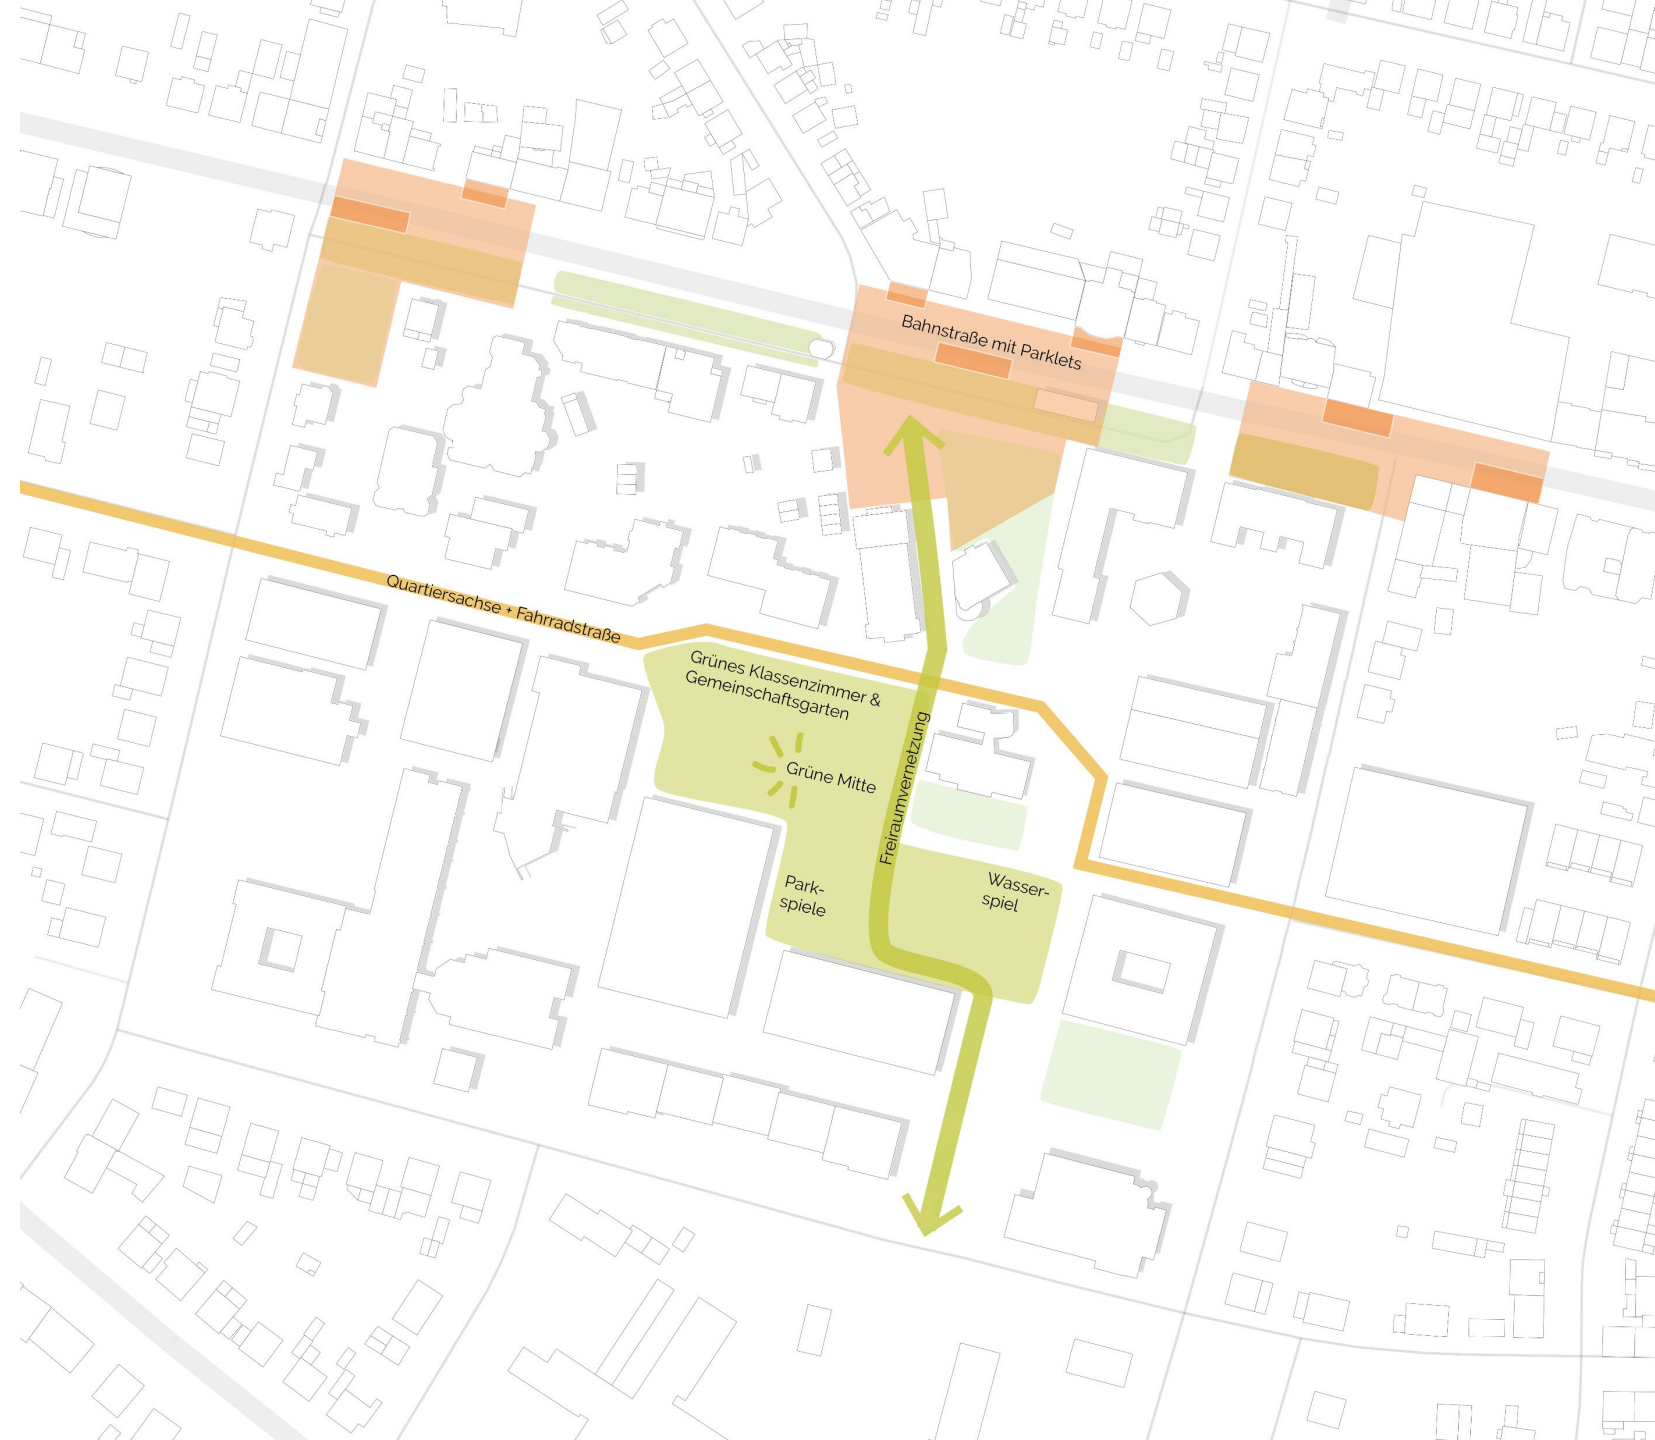 Bahnstraße mit Parklets
Quartiersachse + Fahrradstraße
Grünes Klassenzimmer &
Gemeinschaftsgarten
Grüne Mitte
Freiraumvernetzung
Park-
spiele
Wasser-
spiel